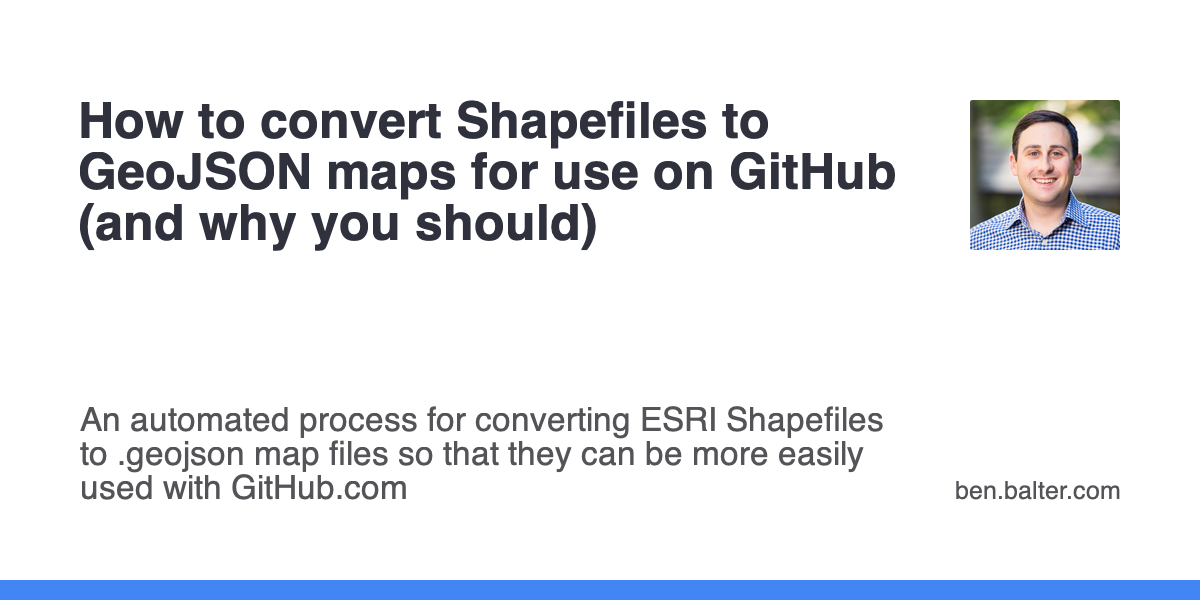 How to convert Shapefiles to
GeoJSON maps for use on GitHub
(and why you should)
An automated process for converting ESRI Shapefiles
to .geojson map files so that they can be more easily
used with GitHub.com
ben.balter.com